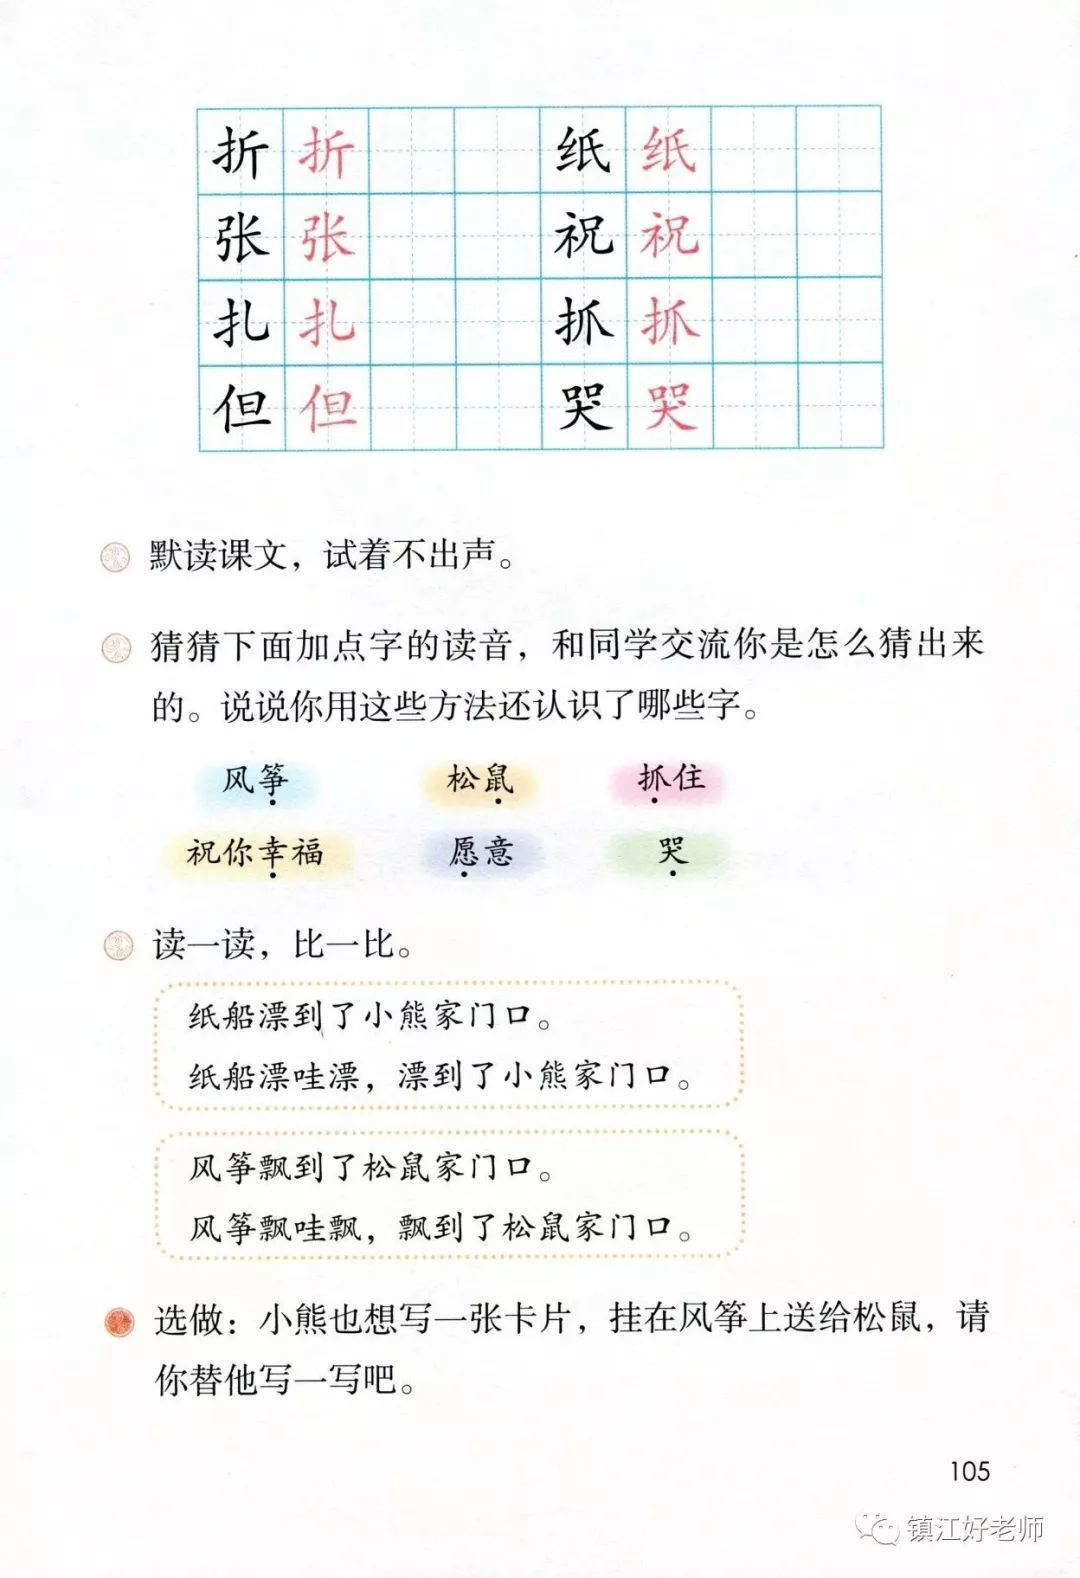 折 折 纸 纸
张 张 祝 祝
扎 扎 抓 抓
但 但 哭 哭
默读课文，试着不出声。
猜猜下面加点字的读音，和同学交流你是怎么猜出来
的。说说你用这些方法还认识了哪些字。
风筝 松鼠 抓住
祝你幸福 愿意 哭
读一读，比一比。
纸船漂到了小熊家门口。
纸船漂哇漂，漂到了小熊家门口。
风筝飘到了松鼠家门口。
风筝飘哇飘，飘到了松鼠家门口。
选做：小熊也想写一张卡片，挂在风筝上送给松鼠，请
你替他写一写吧。
105
镇江好老师